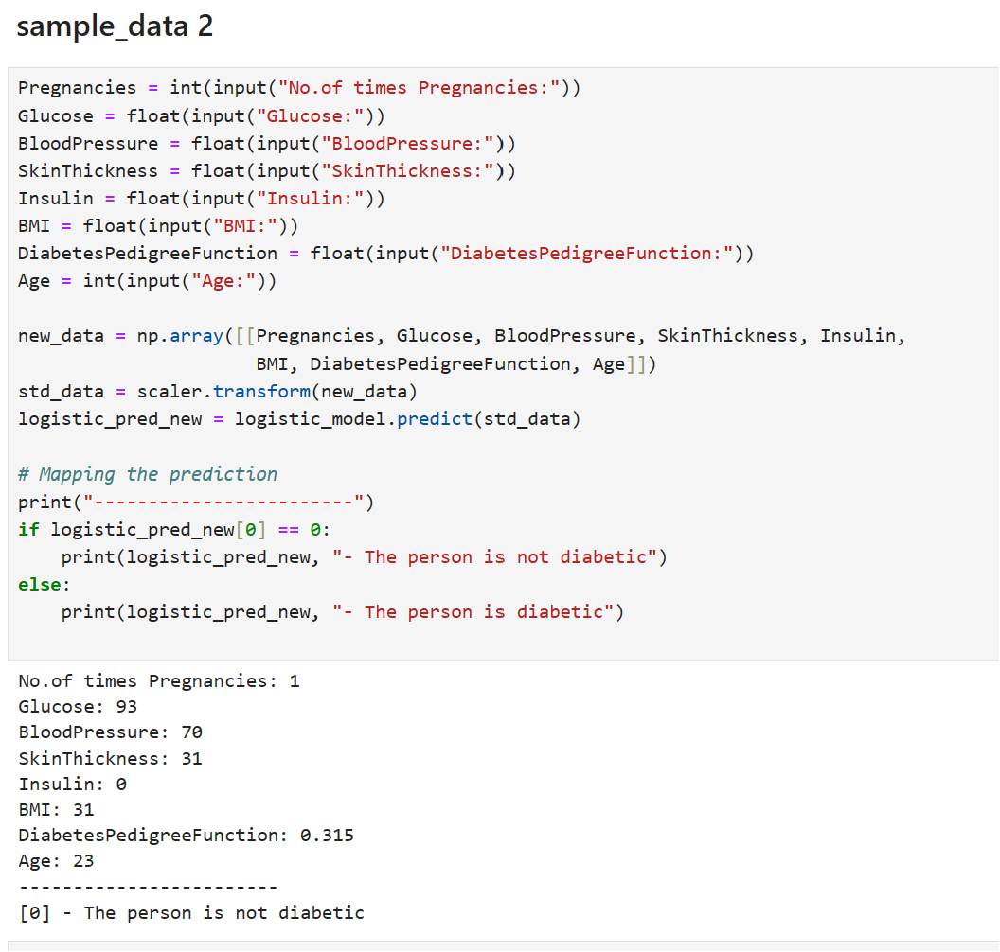 sample_data 2
Pregnancies = int(input("No.of times Pregnancies:"))
Glucose = float(input("Glucose:"))
BloodPressure = float(input("BloodPressure:"))
SkinThickness = float(input("SkinThickness:"))
Insulin = float(input("Insulin:"))
BMI = float(input("BMI:"))
DiabetesPedigreeFunction = float(input("DiabetesPedigreeFunction:"))
Age = int(input("Age:"))
new_data = np.array([[Pregnancies, Glucose, BloodPressure, SkinThickness, Insulin,
                      BMI, DiabetesPedigreeFunction, Age]])
std_data = scaler.transform(new_data)
logistic_pred_new = logistic_model.predict(std_data)
# Mapping the prediction
print("------------------------")
if logistic_pred_new[0] == 0:
    print(logistic_pred_new, "- The person is not diabetic")
else:
    print(logistic_pred_new, "- The person is diabetic")
No.of times Pregnancies: 1
Glucose: 93
BloodPressure: 70
SkinThickness: 31
Insulin: 0
BMI: 31
DiabetesPedigreeFunction: 0.315
Age: 23
------------------------
[0] - The person is not diabetic